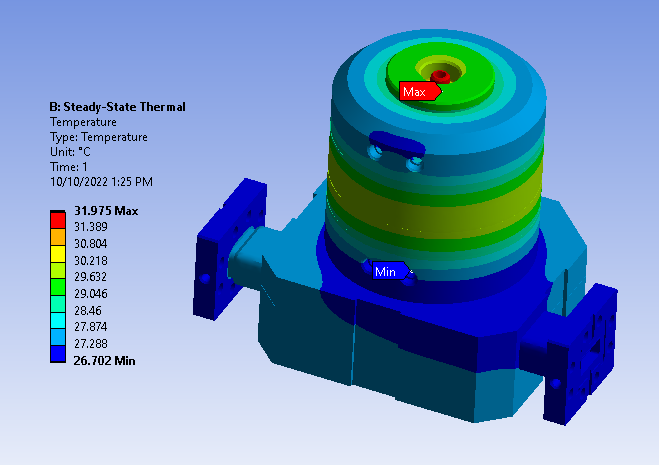 B: Steady-State Thermal
Temperature
Type: Temperature
Unit: °C
Time: 1
10/10/2022 1:25 PM
31.975 Max
31.389
30.804
30.218
29.632
29.046
28.46
27.874
27.288
26.702 Min
Max
Min